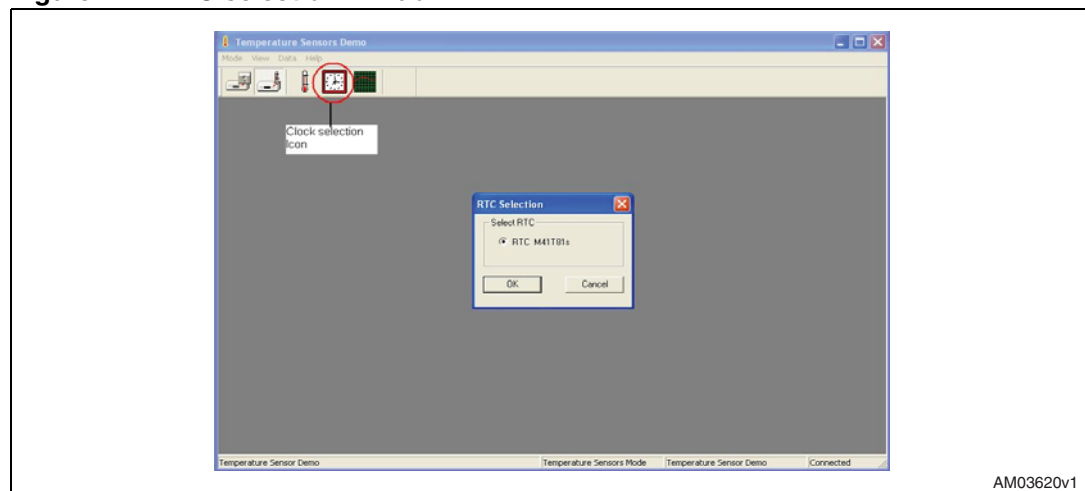 Temperature Sensors Demo
Mode View Data Help
Clock selection
Icon
RTC Selection
Select RTC
RTC M41T81s
OK Cancel
Temperature Sensor Demo Temperature Sensors Mode Temperature Sensor Demo Connected
AM03620v1